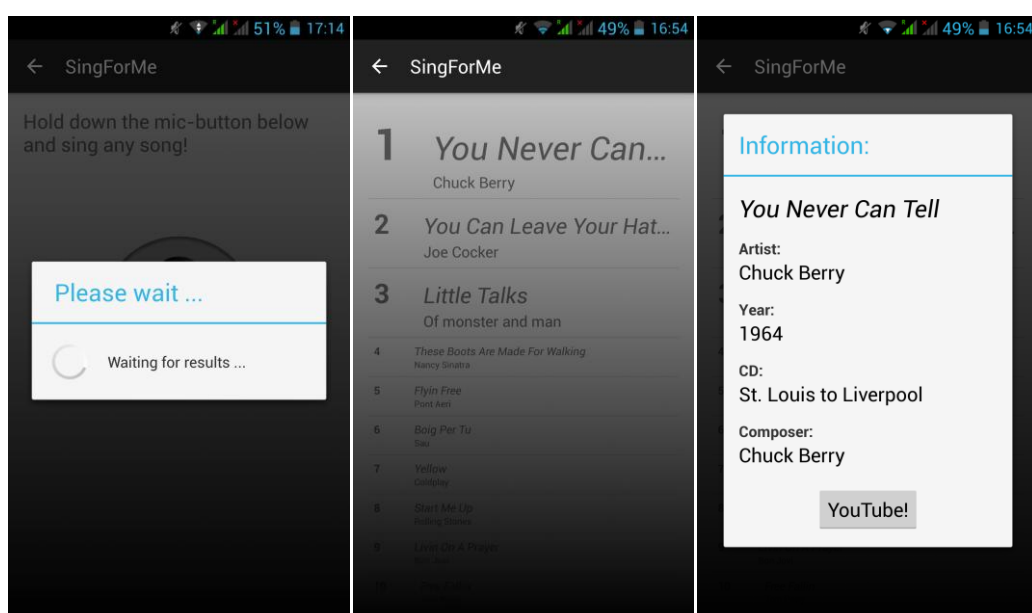 51% 17:14
SingForMe
Hold down the mic-button below
and sing any song!
Please wait ...
Waiting for results ...
49% 16:54
SingForMe
1 You Never Can...
Chuck Berry
2 You Can Leave Your Hat...
Joe Cocker
3 Little Talks
Of monster and man
4 These Boots Are Made For Walking
Nancy Sinatra
5 Flyin Free
Pont Aeri
6 Boig Per Tu
Sau
7 Yellow
Coldplay
8 Start Me Up
Rolling Stones
9 Livin On A Prayer
10
49% 16:54
SingForMe
Information:
You Never Can Tell
Artist:
Chuck Berry
Year:
1964
CD:
St. Louis to Liverpool
Composer:
Chuck Berry
YouTube!